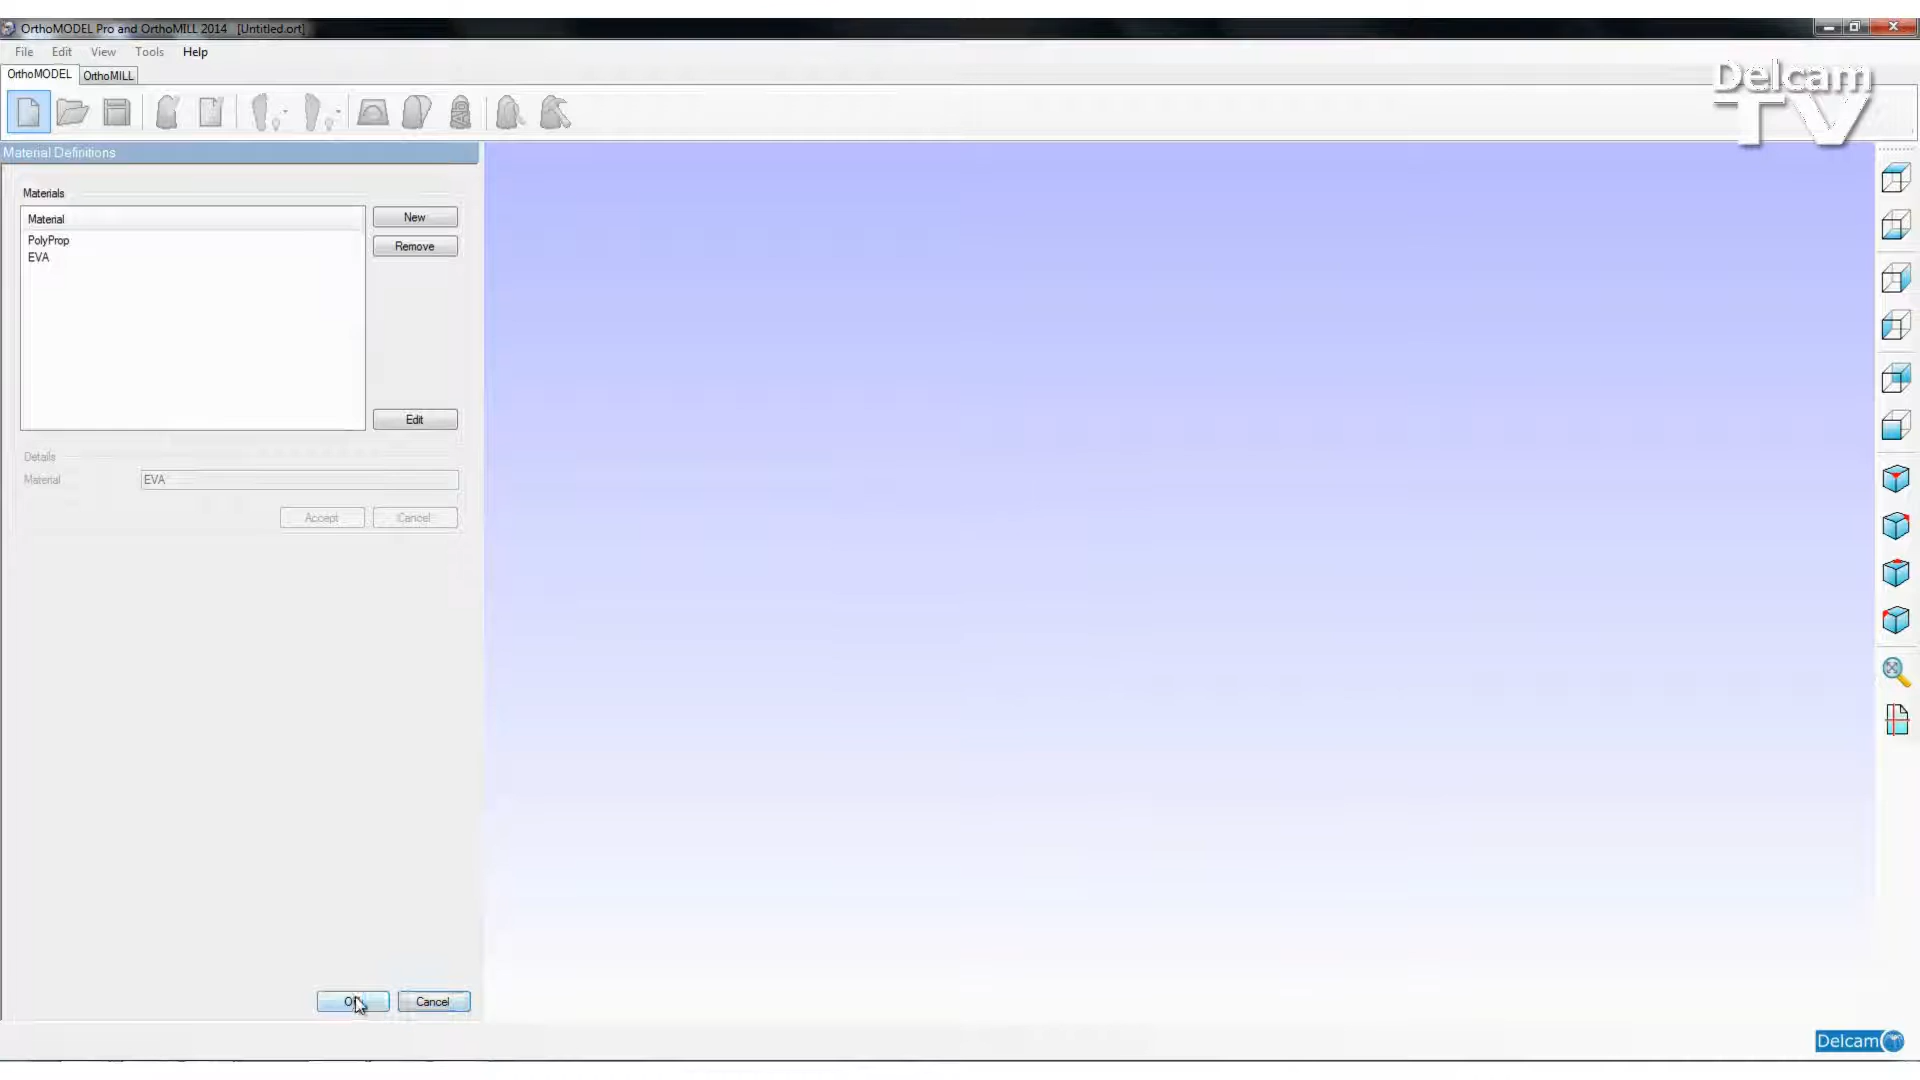 OrthoMODEL Pro and OrthoMILL 2014 [Untitled.ort]
File Edit View Tools Help
OrthoMODEL OrthoMILL
Delcam
TV
Material Definitions
Materials
Material
New
PolyProp
Remove
EVA
Edit
Details
Material EVA
Accept Cancel
Cancel
Delcam